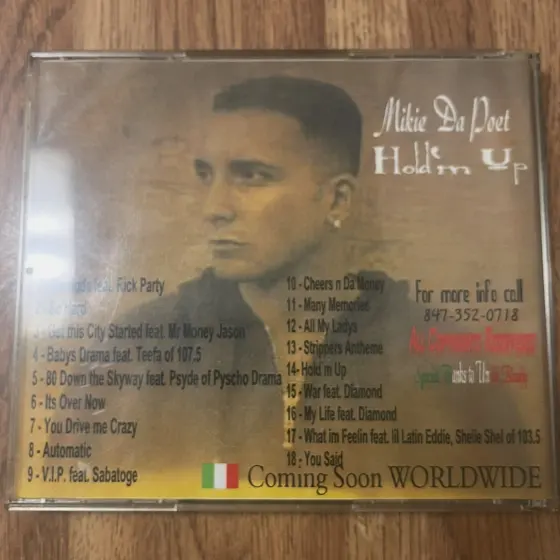 Mikie Da Poet
Hold'em Up
feat. Rick Party
Hard
3 - Get this City Started feat. Mr Money Jason
4 - Babys Drama feat. Teefa of 107.5
5 - 80 Down the Skyway feat. Psyde of Pyscho Drama
6 - Its Over Now
7 - You Drive me Crazy
8 - Automatic
9 - V.I.P. feat. Sabatoge
10 - Cheers n Da Money
11 - Many Memories
12 - All My Ladys
13 - Strippers Antheme
14- Hold'm Up
15 - War feat. Diamond
16 - My Life feat. Diamond
17 - What im Feelin feat. lil Latin Eddie, Shelle Shel of 103.5
18 - You Said
For more info call
847-352-0718
Special to
Coming Soon WORLDWIDE